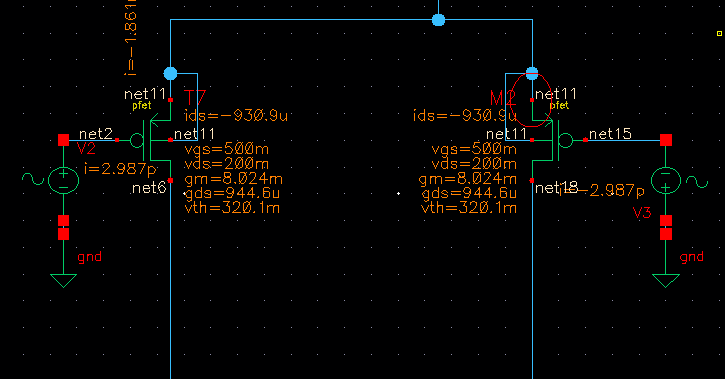 i=-1.861
net11
pfet
T7
ids=-930.9u
net2
net11
V2
vgs=500m
i=2.987p
vds=200m
gm=8.024m
net6
gds=944.6u
vth=320.1m
gnd
net11
M2
pfet
ids=-930.9u
net11
net15
vgs=500m
vds=200m
gm=8.024m
net18
i=-2.987p
gds=944.6u
vth=320.1m
V3
gnd